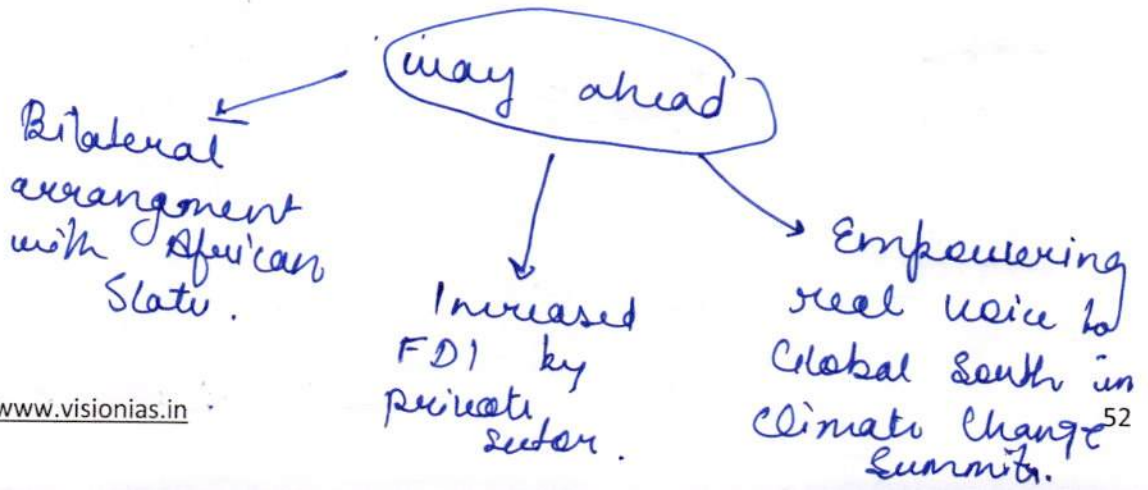 way ahead
Bilateral
arrangment
with African
State.
Increased
FDI by
private
sector.
Empowering
real voice to
Global South in
Climate Change
Summits.
www.visionias.in
52